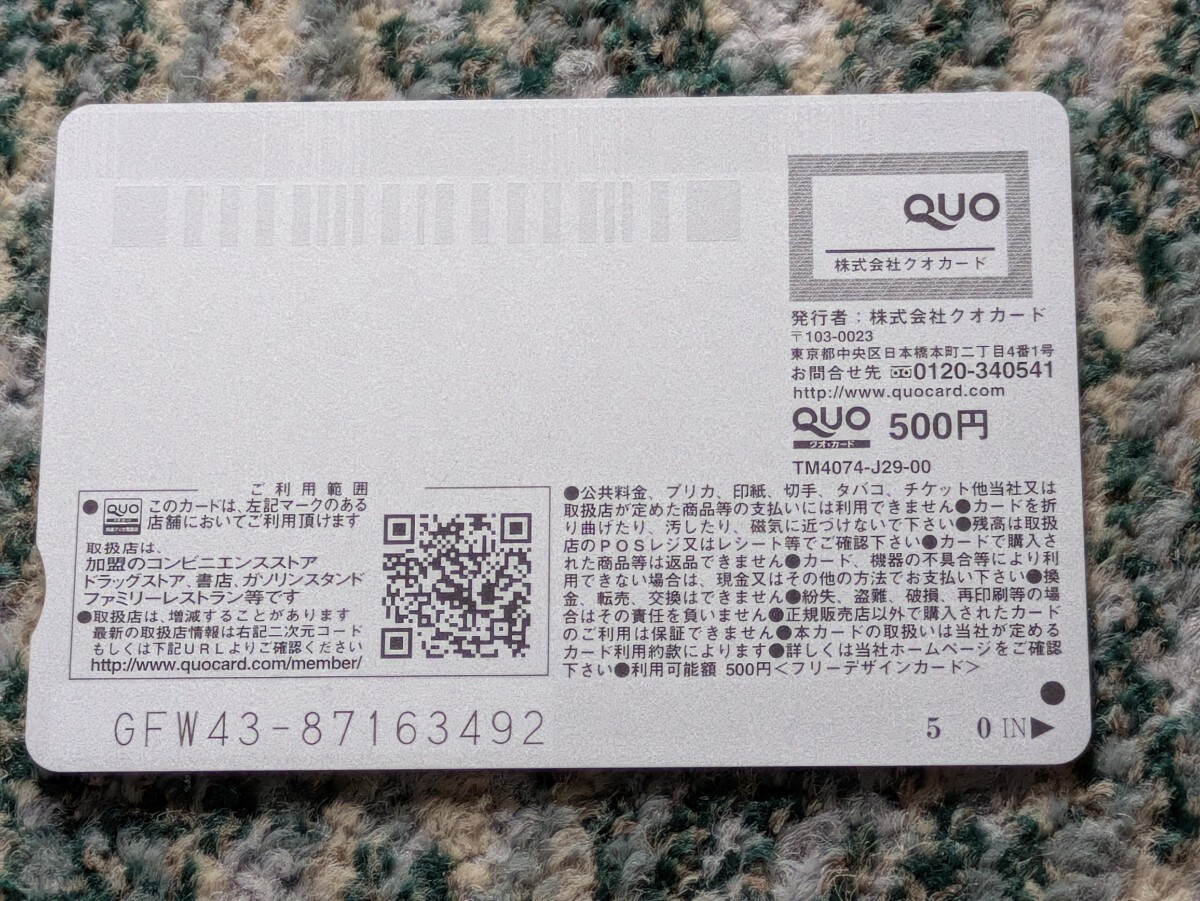 QUO
株式会社クオカード
発行者：株式会社クオカード
〒103-0023
東京都中央区日本橋本町二丁目4番1号
お問合せ先 0120-340541
http://www.quocard.com
QUO 500円
クオ・カード
TM4074-J29-00
ご利用範囲
●QUO このカードは、左記マークのある
店舗においてご利用頂けます
取扱店は、
加盟のコンビニエンスストア
ドラッグストア、書店、ガソリンスタンド
ファミリーレストラン等です
●取扱店は、増減することがあります
最新の取扱店情報は右記二次元コード
もしくは下記URLよりご確認ください
http://www.quocard.com/member/
●公共料金、プリカ、印紙、切手、タバコ、チケット他当社又は
取扱店が定めた商品等の支払いには利用できません●カードを折
り曲げたり、汚したり、磁気に近づけないで下さい●残高は取扱
店のPOSレジ又はレシート等でご確認下さい●カードで購入さ
れた商品等は返品できません●カード、機器の不具合等により利
用できない場合は、現金又はその他の方法でお支払い下さい●換
金、転売、交換はできません●紛失、盗難、破損、再印刷等の場
合はその責任を負いません●正規販売店以外で購入されたカード
のご利用は保証できません●本カードの取扱いは当社が定める
カード利用約款によります●詳しくは当社ホームページをご確認
下さい●利用可能額 500円＜フリーデザインカード＞
GFW43-87163492
5 0 IN▶